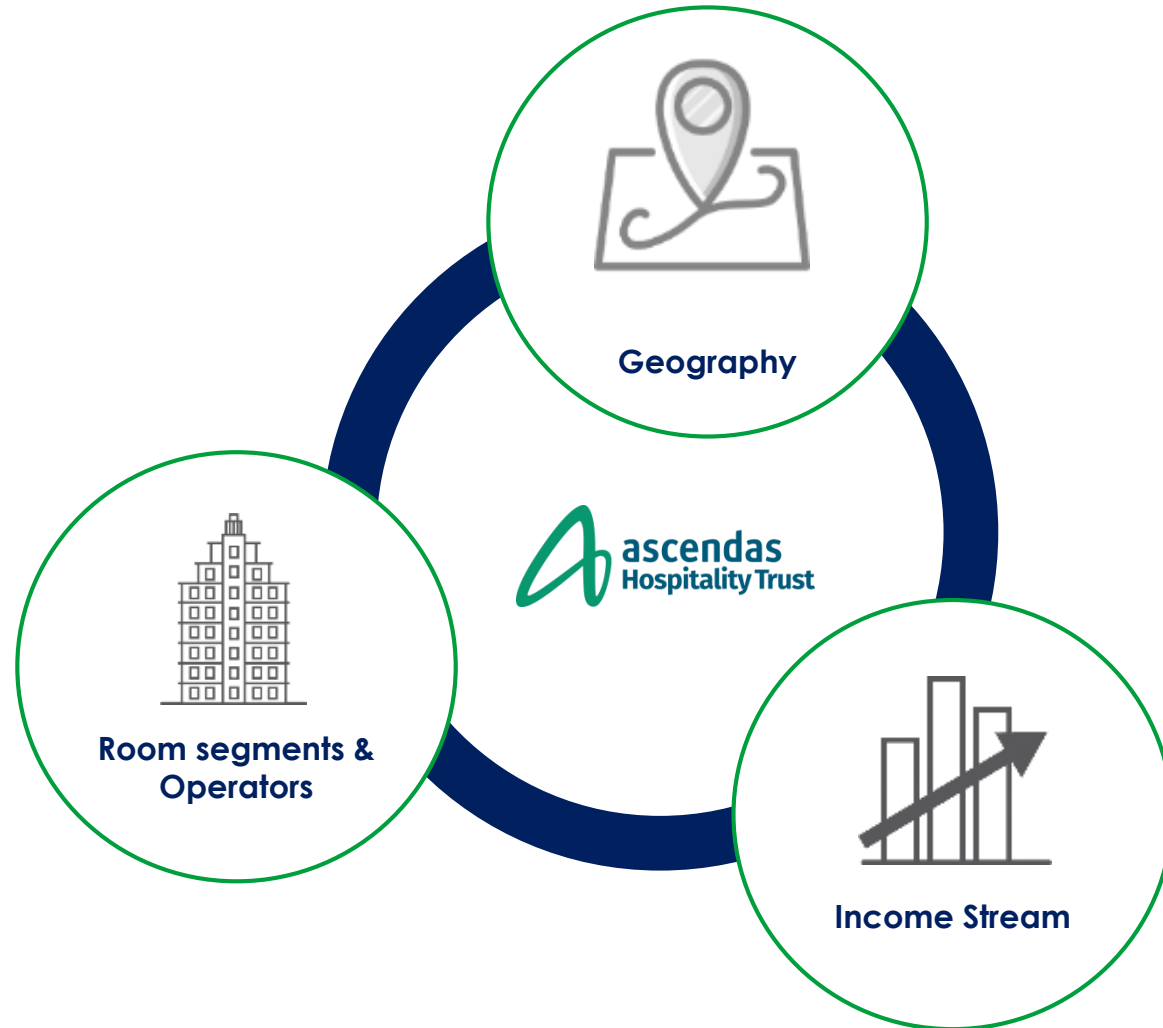 Geography
ascendas
Hospitality Trust
Room segments &
Operators
Income Stream